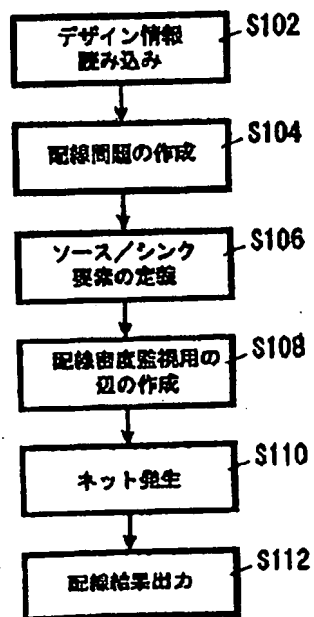 デザイン情報
読み込み
S102
配線問題の作成
S104
ソース／シンク
要素の定義
S106
配線密度監視用の
辺の作成
S108
ネット発生
S110
配線結果出力
S112